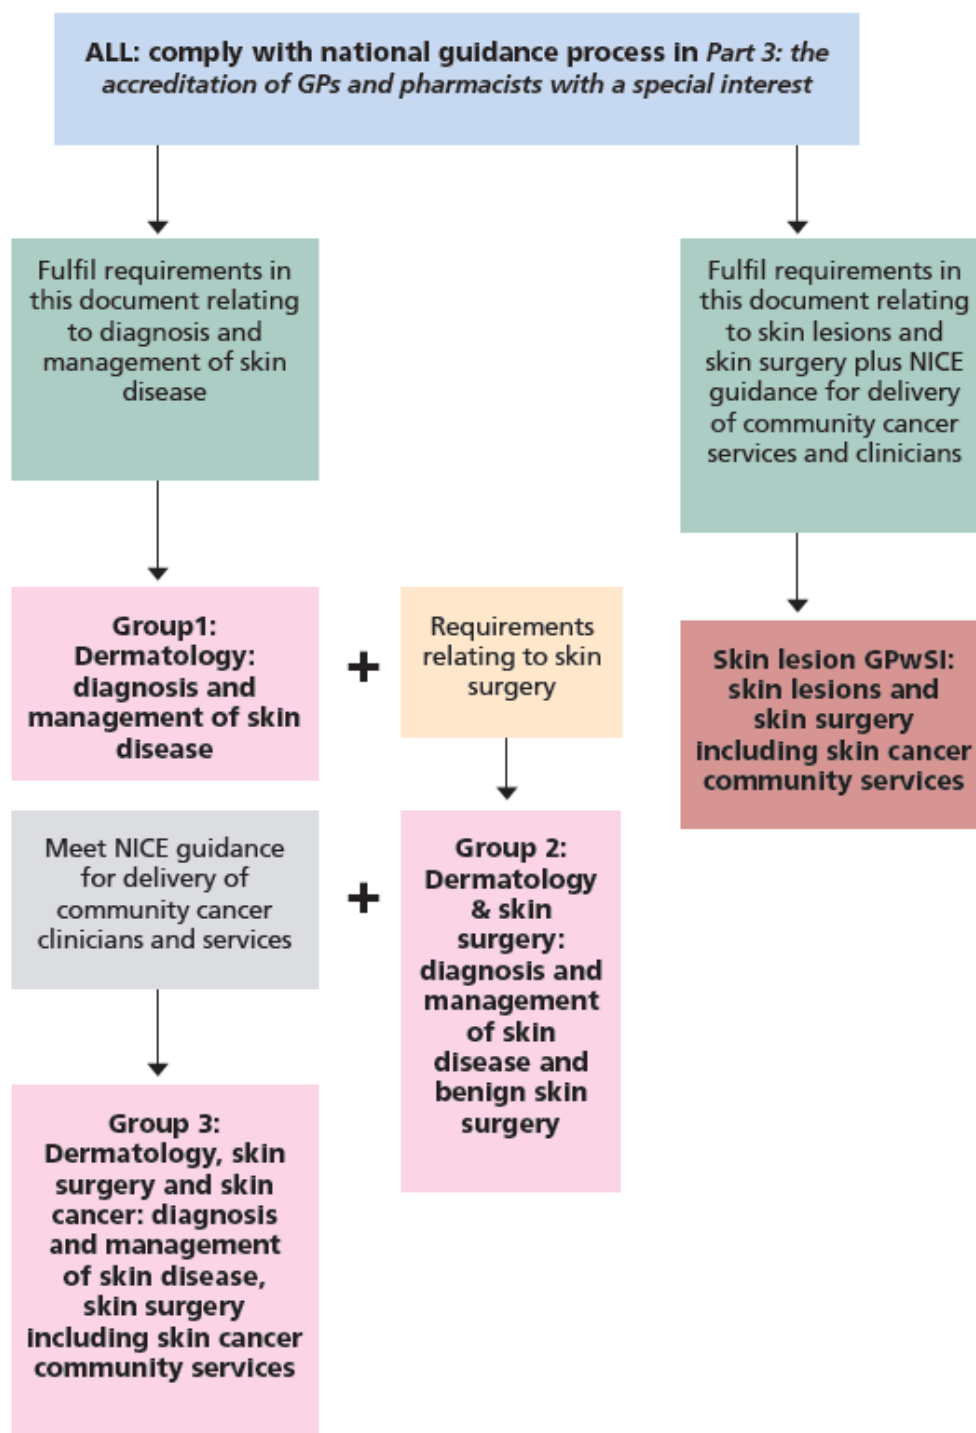 ALL: comply with national guidance process in Part 3: the
accreditation of GPs and pharmacists with a special interest
Fulfil requirements in
this document relating
to diagnosis and
management of skin
disease
Fulfil requirements in
this document relating
to skin lesions and
skin surgery plus NICE
guidance for delivery
of community cancer
services and clinicians
Group1:
Dermatology:
diagnosis and
management of skin
disease
+
Requirements
relating to skin
surgery
Skin lesion GPwSI:
skin lesions and
skin surgery
including skin cancer
community services
Meet NICE guidance
for delivery of
community cancer
clinicians and services
+
Group 2:
Dermatology
& skin
surgery:
diagnosis and
management
of skin
disease and
benign skin
surgery
Group 3:
Dermatology, skin
surgery and skin
cancer: diagnosis
and management
of skin disease,
skin surgery
including skin cancer
community services